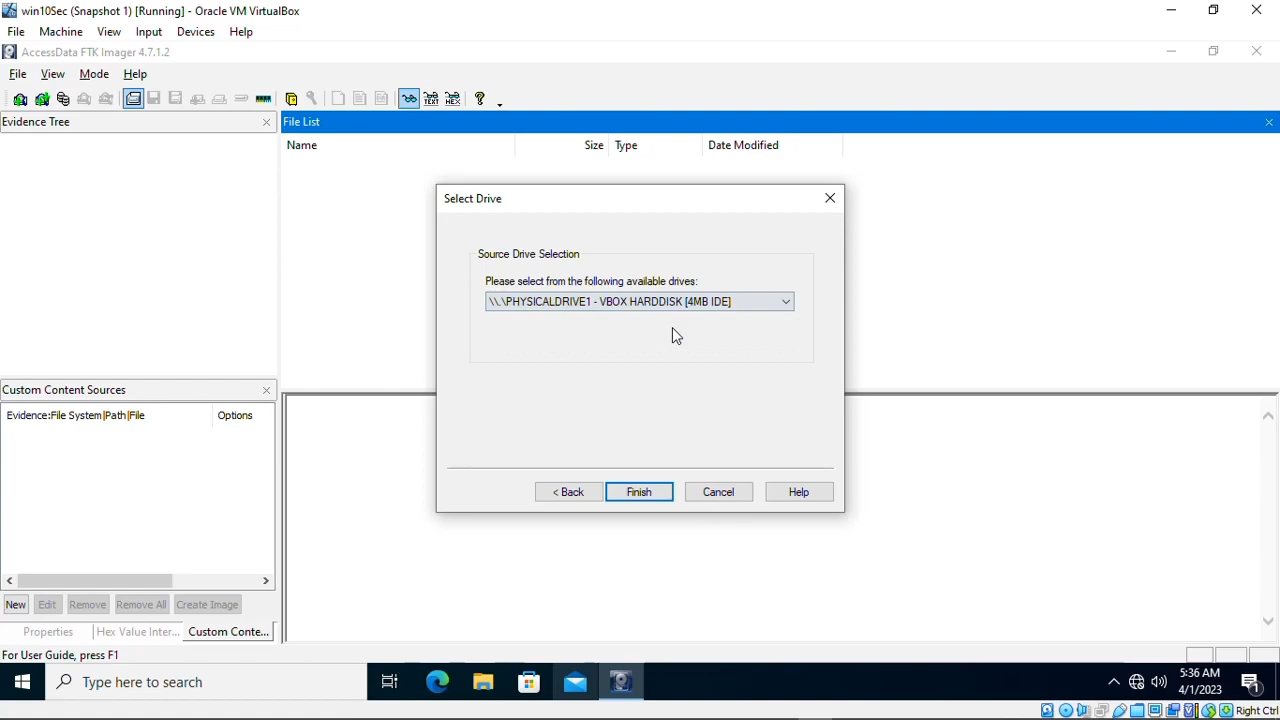 win10Sec (Snapshot 1) [Running] - Oracle VM VirtualBox
File Machine View Input Devices Help
AccessData FTK Imager 4.7.1.2
File View Mode Help
TEXT HEX ?
Evidence Tree
File List
Name Size Type Date Modified
Select Drive
Source Drive Selection
Please select from the following available drives:
\\.\PHYSICALDRIVE1 - VBOX HARDDISK [4MB IDE]
< Back Finish Cancel Help
Custom Content Sources
Evidence:File System|Path|File Options
New Edit Remove Remove All Create Image
Properties Hex Value Inter... Custom Conte...
For User Guide, press F1
Type here to search
5:36 AM
4/1/2023
1
Right Ctrl